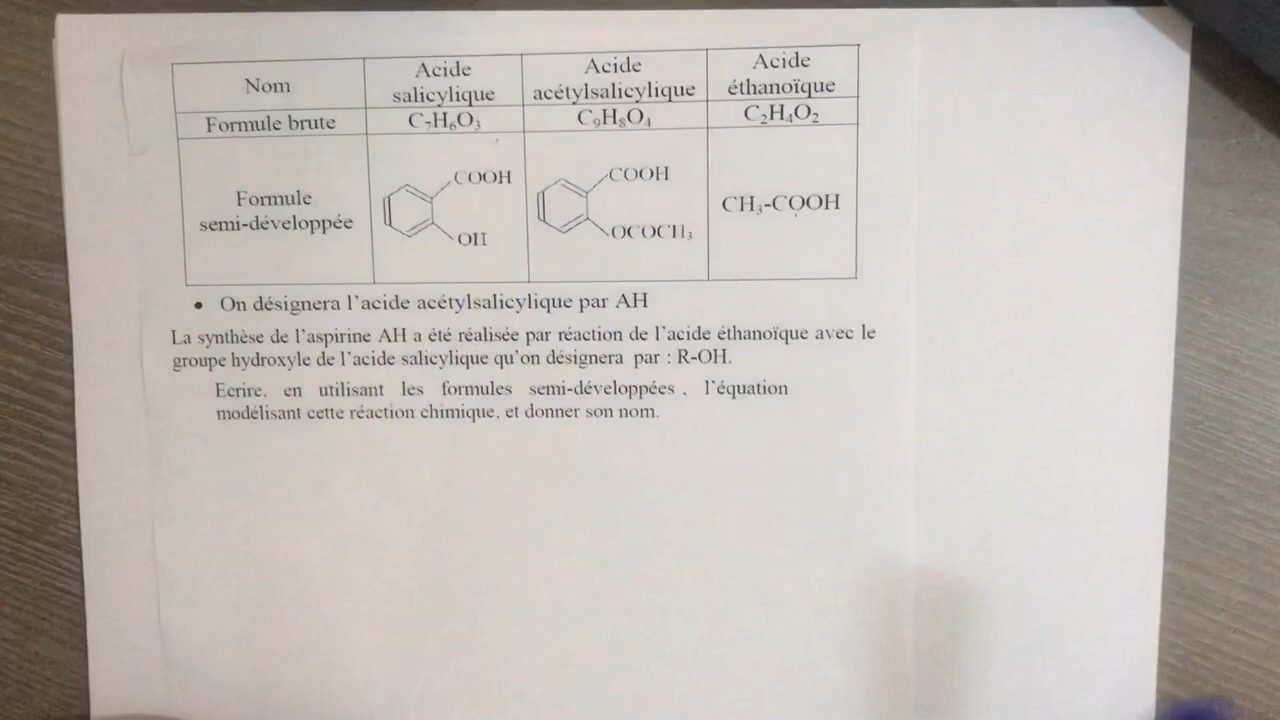 Nom
Acide
salicylique
Acide
acétylsalicylique
Acide
éthanoïque
Formule brute
C₇H₆O₃
C₉H₈O₄
C₂H₄O₂
Formule
semi-développée
COOH
OH
COOH
OCOCH₃
CH₃-COOH
• On désignera l'acide acétylsalicylique par AH
La synthèse de l'aspirine AH a été réalisée par réaction de l'acide éthanoïque avec le
groupe hydroxyle de l'acide salicylique qu'on désignera par : R-OH.
Ecrire, en utilisant les formules semi-développées , l'équation
modélisant cette réaction chimique, et donner son nom.